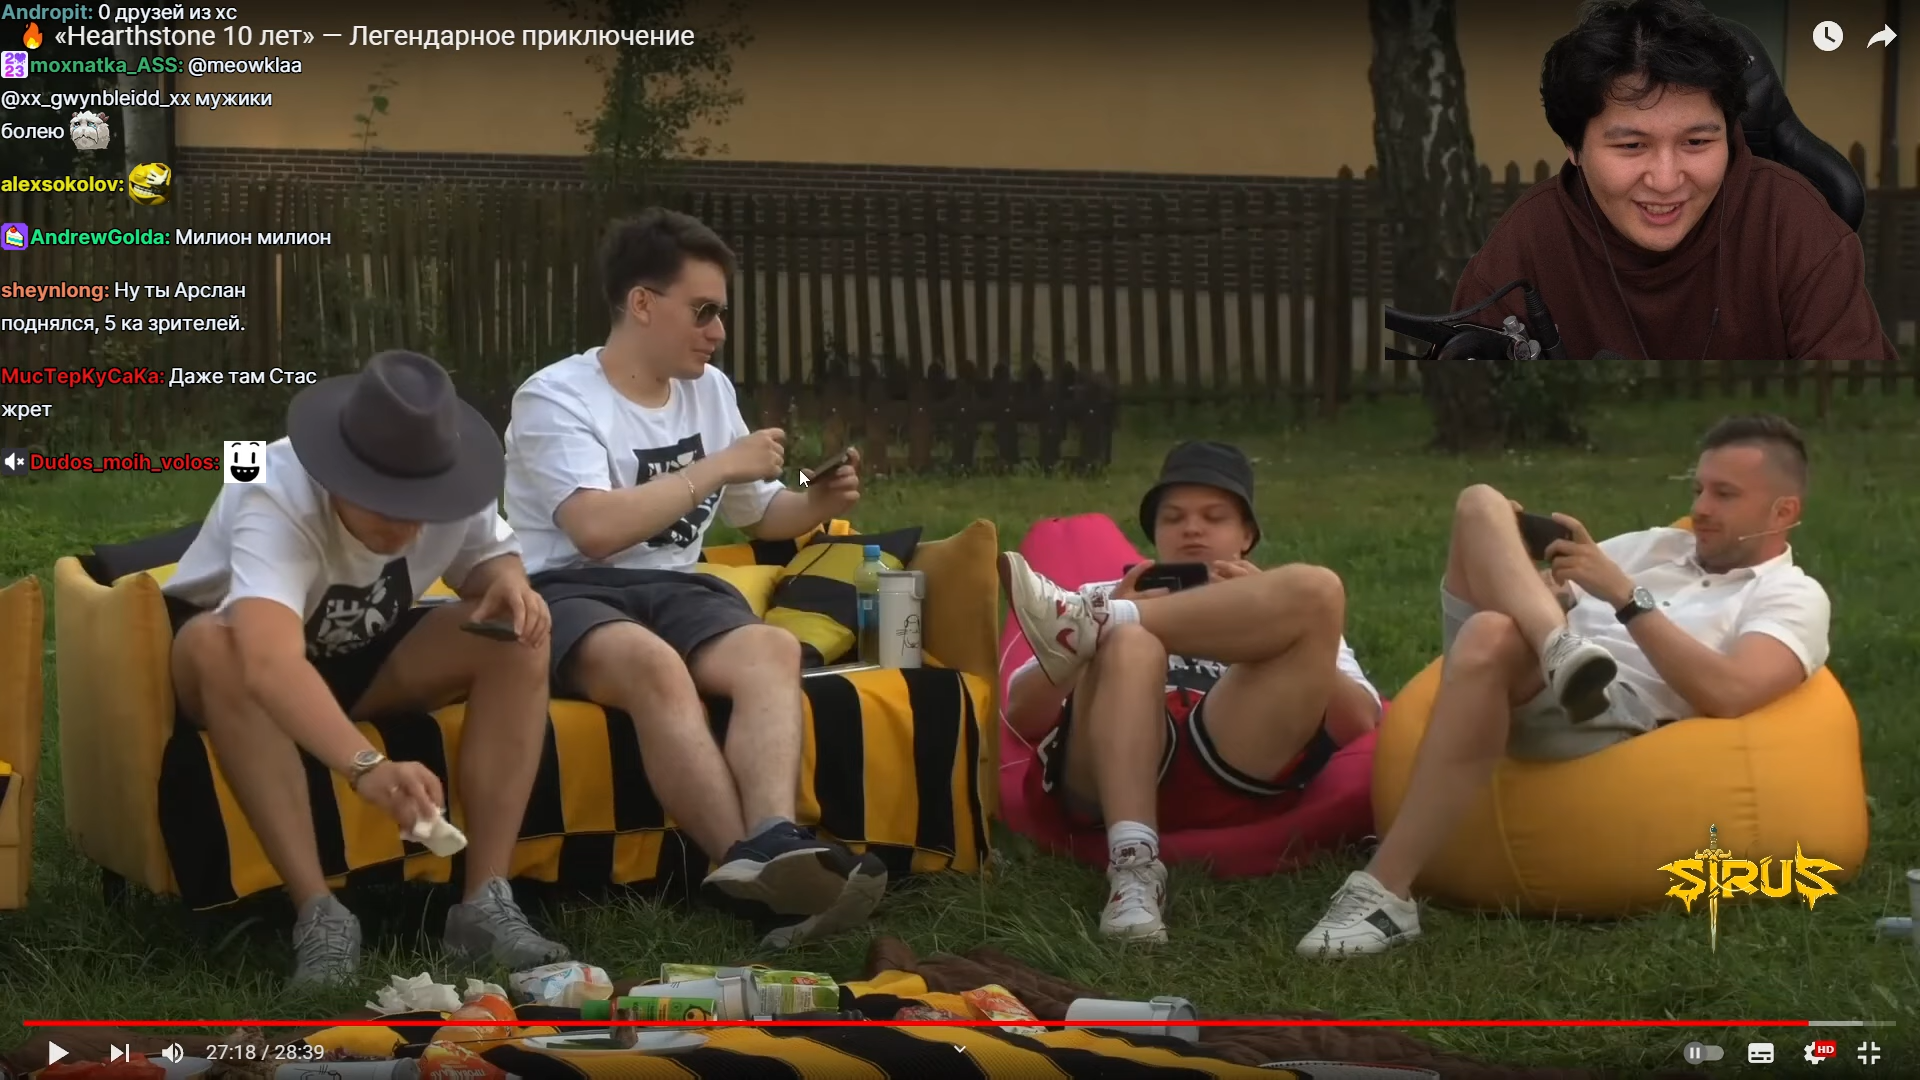 Andropit: 0 друзей из хс
🔥 «Hearthstone 10 лет» — Легендарное приключение
moxnatka_ASS: @meowklaa
@xx_gwynbleidd_xx мужики
болею
alexsokolov:
AndrewGolda: Милион милион
sheynlong: Ну ты Арслан
поднялся, 5 ка зрителей.
МисТерКуСаКа: Даже там Стас
жрет
Dudos_moih_volos:
SIRUS
27:18 / 28:39
HD